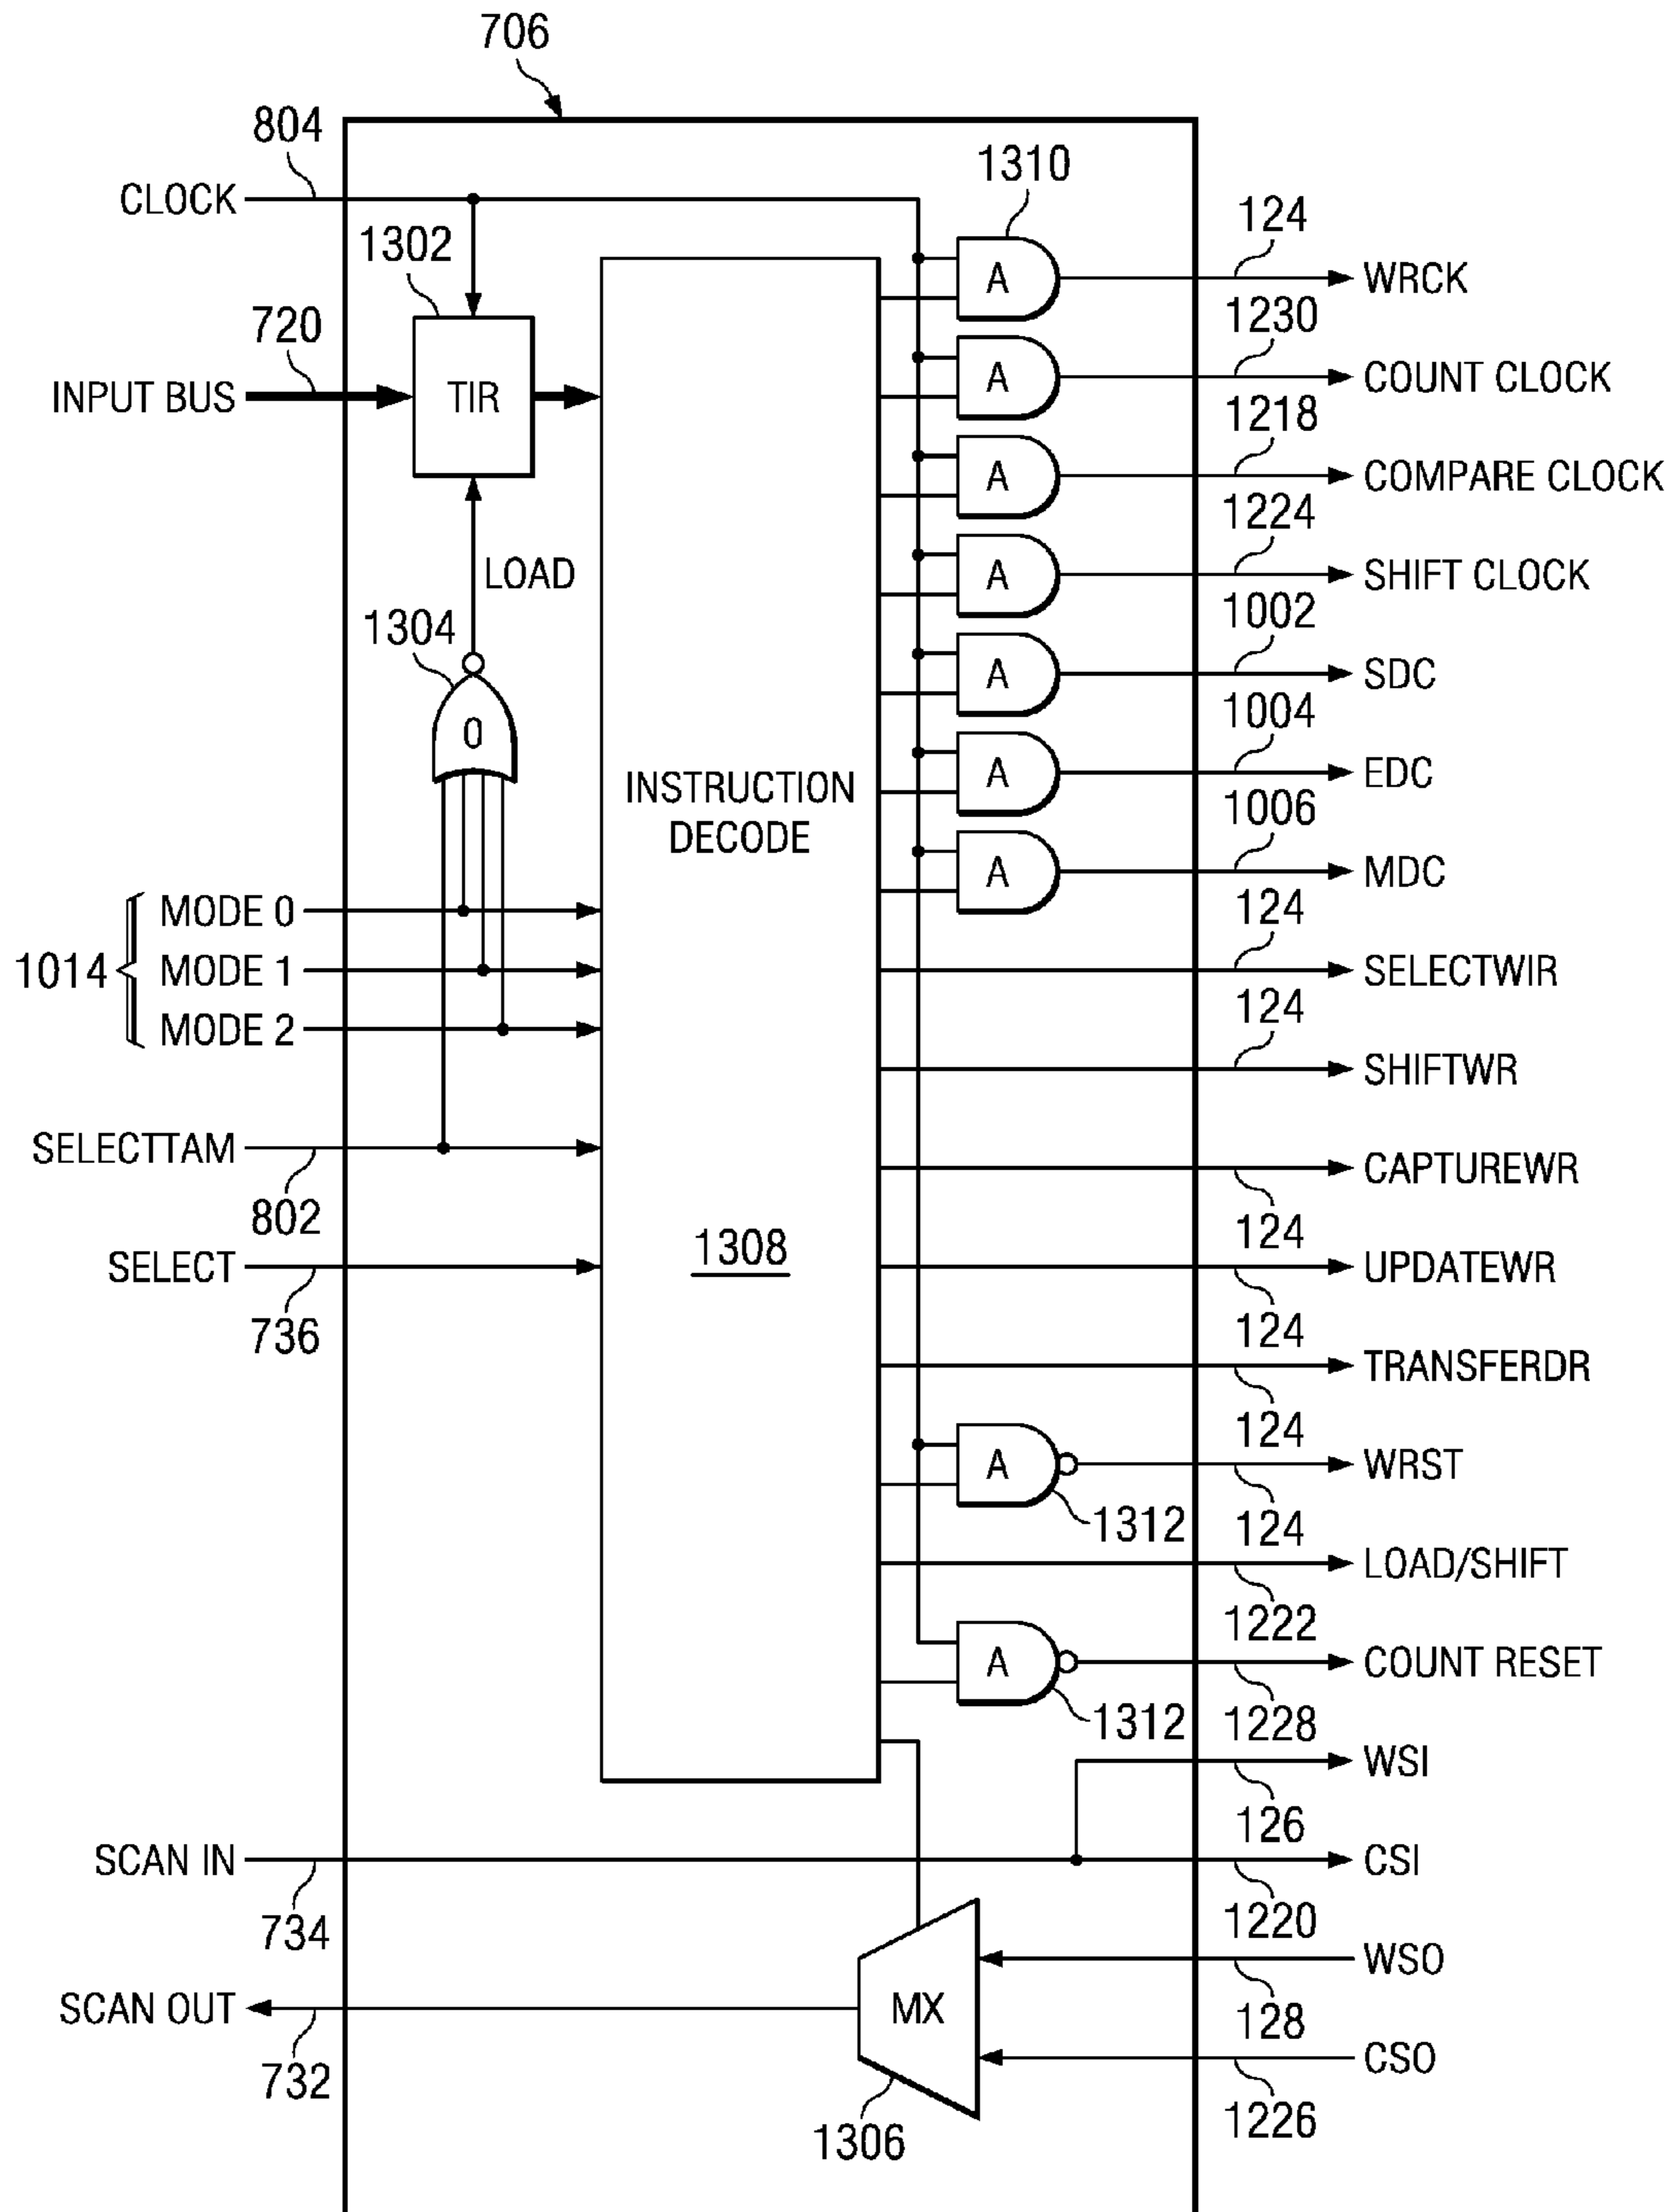 706
804
CLOCK
1310
124
WRCK
1302
A
1230
COUNT CLOCK
720
INPUT BUS
TIR
A
1218
COMPARE CLOCK
A
1224
SHIFT CLOCK
LOAD
A
1002
SDC
1304
A
1004
EDC
O
INSTRUCTION
DECODE
A
1006
MDC
A
124
SELECTWIR
1014
MODE 0
MODE 1
MODE 2
124
SHIFTWR
SELECTTAM
802
CAPTUREWR
124
SELECT
736
1308
UPDATEWR
124
TRANSFERDR
124
A
WRST
1312
124
LOAD/SHIFT
1222
A
COUNT RESET
1312
1228
WSI
126
SCAN IN
734
CSI
1220
WSO
128
SCAN OUT
732
MX
CSO
1306
1226